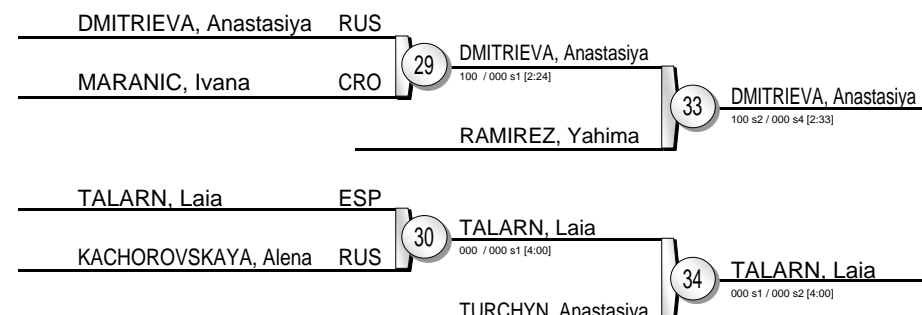 DMITRIEVA, Anastasiya RUS
29
DMITRIEVA, Anastasiya
100 / 000 s1 [2:24]
MARANIC, Ivana CRO
33
DMITRIEVA, Anastasiya
100 s2 / 000 s4 [2:33]
RAMIREZ, Yahima
TALARN, Laia ESP
30
TALARN, Laia
000 / 000 s1 [4:00]
KACHOROVSKAYA, Alena RUS
34
TALARN, Laia
000 s1 / 000 s2 [4:00]
TURCHYN, Anastasiya